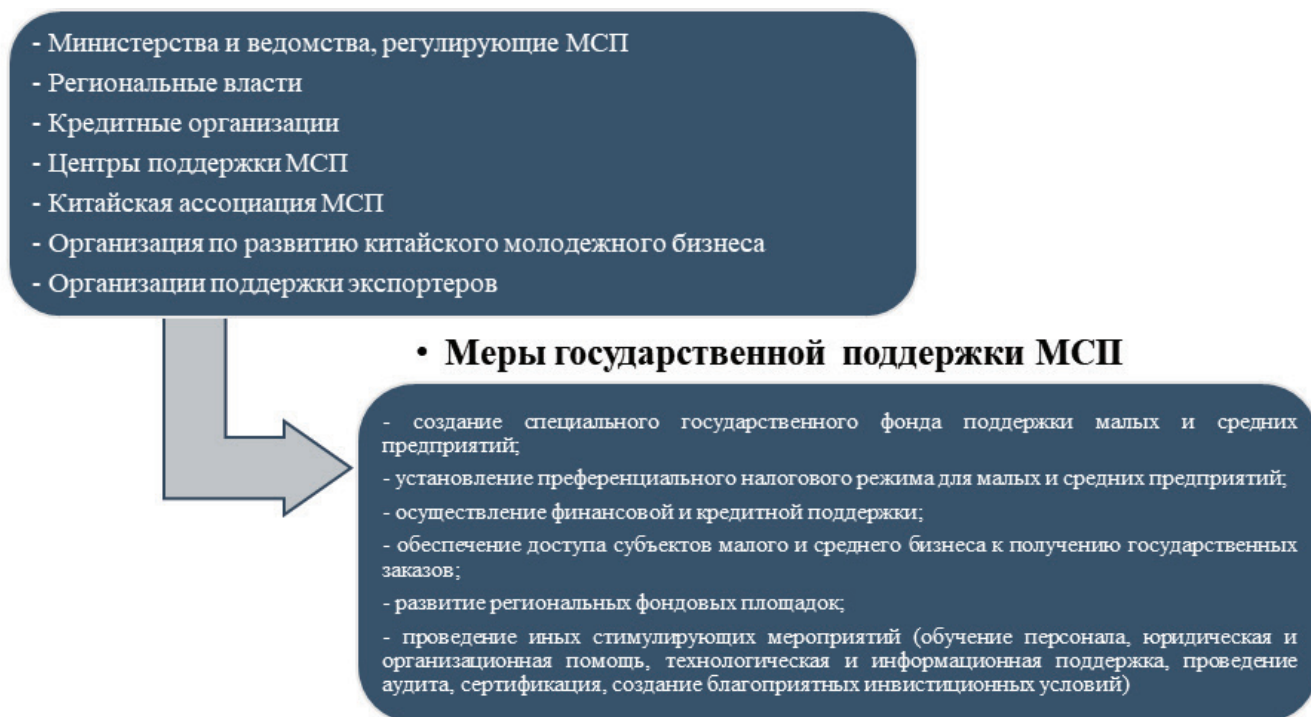 - Министерства и ведомства, регулирующие МСП
- Региональные власти
- Кредитные организации
- Центры поддержки МСП
- Китайская ассоциация МСП
- Организация по развитию китайского молодежного бизнеса
- Организации поддержки экспортеров
• Меры государственной поддержки МСП
- создание специального государственного фонда поддержки малых и средних
предприятий;
- установление преференциального налогового режима для малых и средних предприятий;
- осуществление финансовой и кредитной поддержки;
- обеспечение доступа субъектов малого и среднего бизнеса к получению государственных
заказов;
- развитие региональных фондовых площадок;
- проведение иных стимулирующих мероприятий (обучение персонала, юридическая и
организационная помощь, технологическая и информационная поддержка, проведение
аудита, сертификация, создание благоприятных инвистиционных условий)